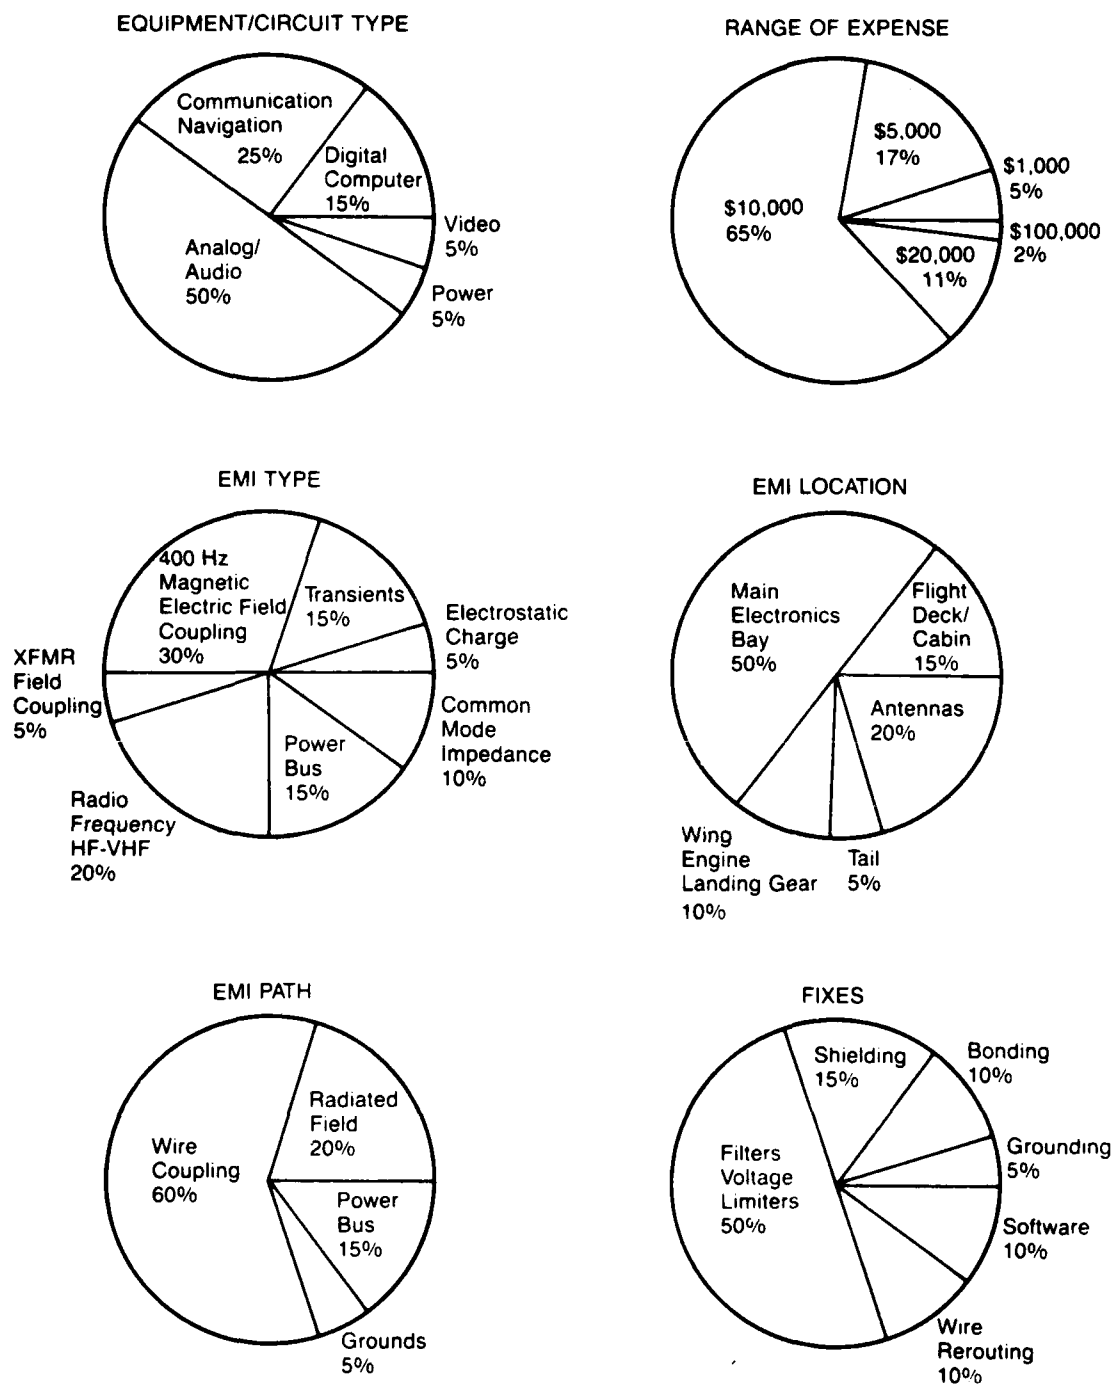 EQUIPMENT/CIRCUIT TYPE
Communication
Navigation
25%
Digital
Computer
15%
Video
5%
Power
5%
Analog/
Audio
50%
RANGE OF EXPENSE
$5,000
17%
$1,000
5%
$100,000
2%
$20,000
11%
$10,000
65%
EMI TYPE
400 Hz
Magnetic
Electric Field
Coupling
30%
Transients
15%
Electrostatic
Charge
5%
Common
Mode
Impedance
10%
Power
Bus
15%
Radio
Frequency
HF-VHF
20%
XFMR
Field
Coupling
5%
EMI LOCATION
Main
Electronics
Bay
50%
Flight
Deck/
Cabin
15%
Antennas
20%
Tail
5%
Wing
Engine
Landing Gear
10%
EMI PATH
Wire
Coupling
60%
Radiated
Field
20%
Power
Bus
15%
Grounds
5%
FIXES
Shielding
15%
Bonding
10%
Grounding
5%
Software
10%
Wire
Rerouting
10%
Filters
Voltage
Limiters
50%